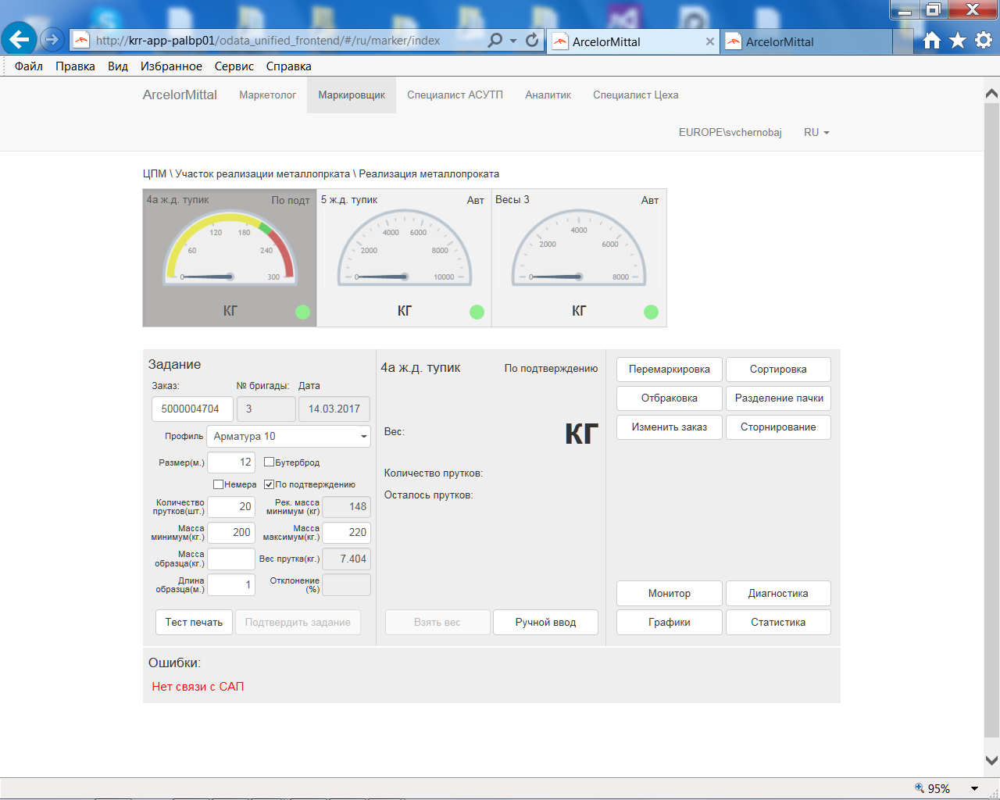 http://krr-app-palbp01/odata_unified_frontend/#/ru/marker/index
ArcelorMittal
ArcelorMittal
Файл Правка Вид Избранное Сервис Справка
ArcelorMittal Маркетолог Маркировщик Специалист АСУТП Аналитик Специалист Цеха
EUROPE\svchernobaj RU
ЦПМ \ Участок реализации металлопрката \ Реализация металлопроката
4а ж.д. тупик По подт
0 60 120 180 240 300
КГ
5 ж.д. тупик Авт
0 2000 4000 6000 8000 10000
КГ
Весы 3 Авт
0 2000 4000 6000 8000
КГ
Задание
Заказ: № бригады: Дата
5000004704 3 14.03.2017
Профиль Арматура 10
Размер(м.) 12 Бутерброд
Немера По подтверждению
Количество прутков(шт.) 20 Рек. масса минимум (кг) 148
Масса минимум(кг.) 200 Масса максимум(кг.) 220
Масса образца(кг.) Вес прутка(кг.) 7.404
Длина образца(м.) 1 Отклонение (%)
Тест печать Подтвердить задание
4а ж.д. тупик По подтверждению
Вес: КГ
Количество прутков:
Осталось прутков:
Взять вес Ручной ввод
Перемаркировка Сортировка
Отбраковка Разделение пачки
Изменить заказ Сторнирование
Монитор Диагностика
Графики Статистика
Ошибки:
Нет связи с САП
95%